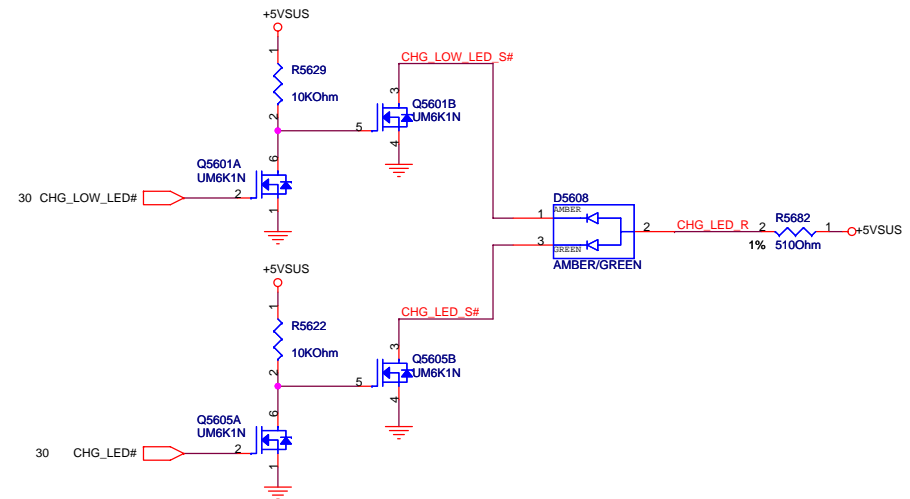 +5VSUS
1
R5629
10KOhm
2
CHG_LOW_LED_S#
3
Q5601B
UM6K1N
5
4
6
Q5601A
UM6K1N
2
1
30 CHG_LOW_LED#
D5608
AMBER
1
3
GREEN
AMBER/GREEN
2
CHG_LED_R
2
R5682
1
1% 510Ohm
+5VSUS
+5VSUS
1
R5622
10KOhm
2
CHG_LED_S#
3
Q5605B
UM6K1N
5
4
6
Q5605A
UM6K1N
2
1
30 CHG_LED#